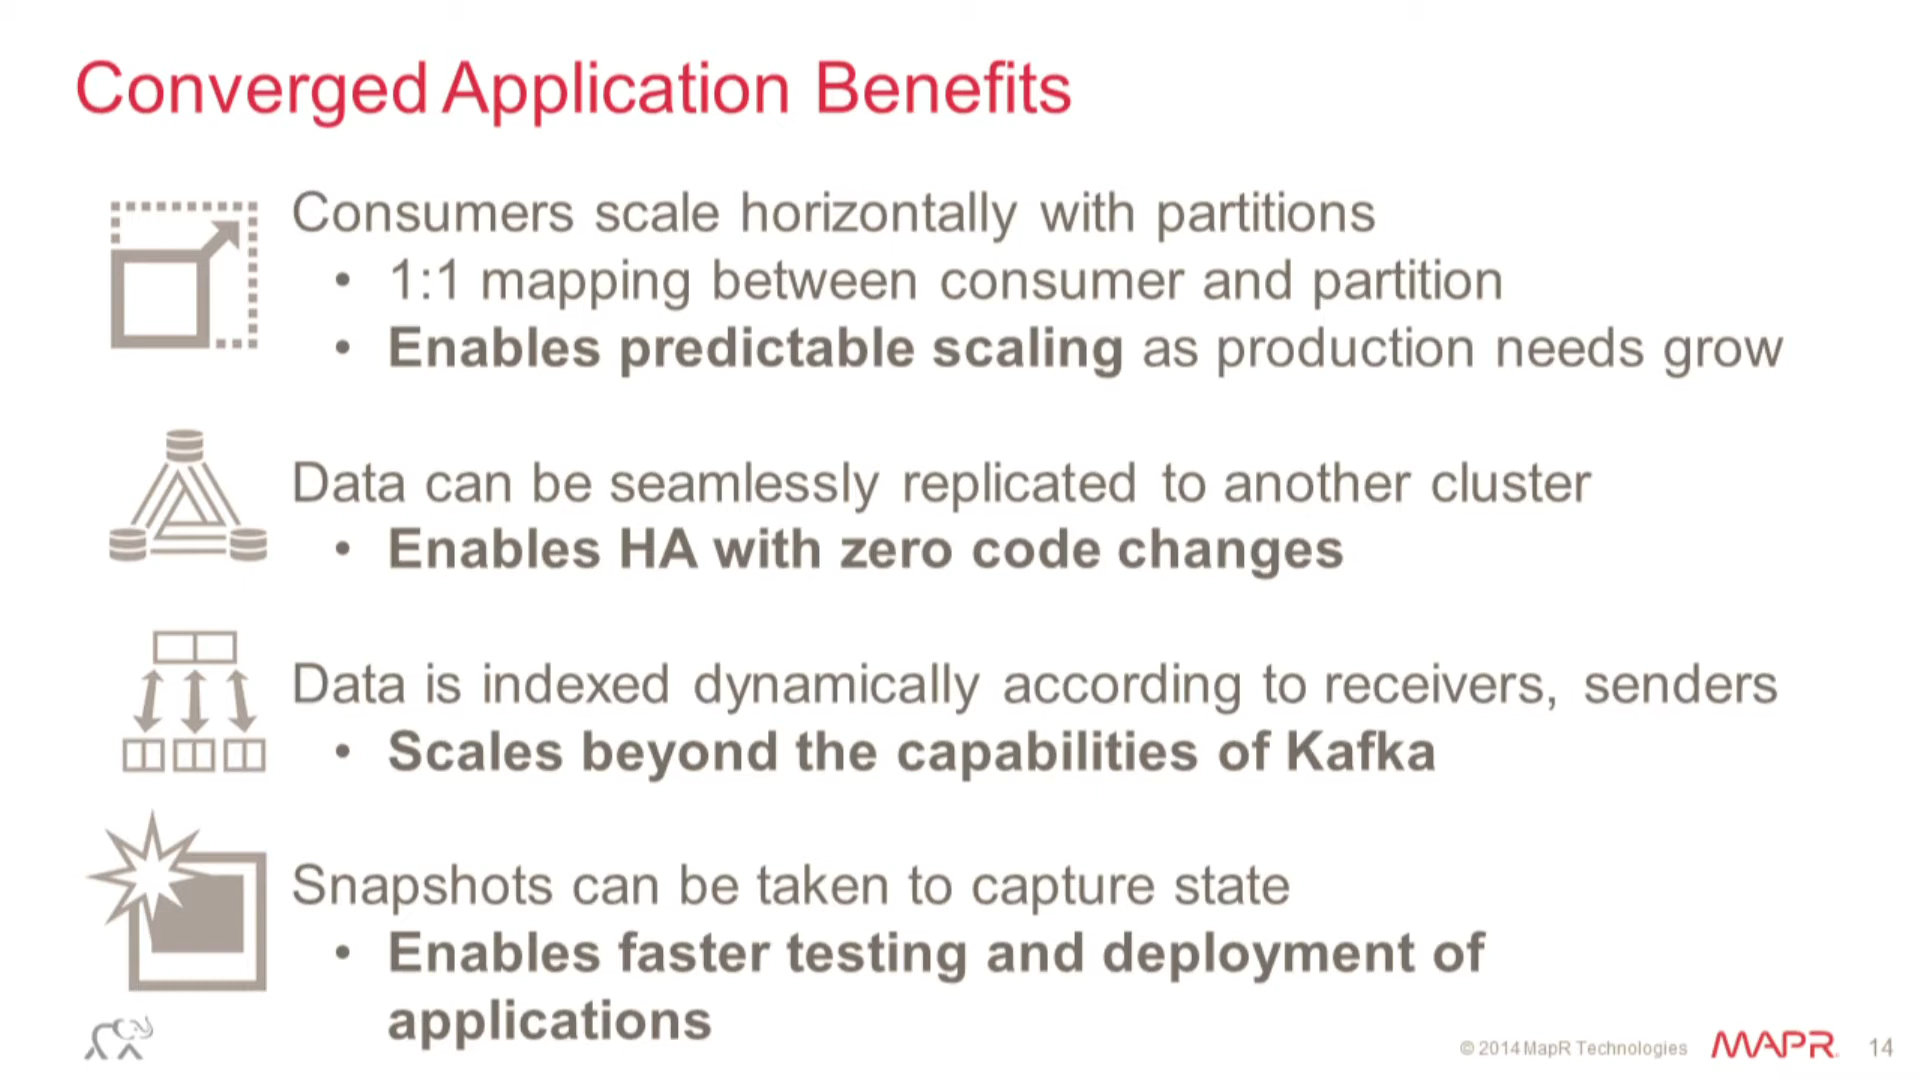 Converged Application Benefits
Consumers scale horizontally with partitions
• 1:1 mapping between consumer and partition
• Enables predictable scaling as production needs grow
Data can be seamlessly replicated to another cluster
• Enables HA with zero code changes
Data is indexed dynamically according to receivers, senders
• Scales beyond the capabilities of Kafka
Snapshots can be taken to capture state
• Enables faster testing and deployment of
applications
© 2014 MapR Technologies MAPR 14